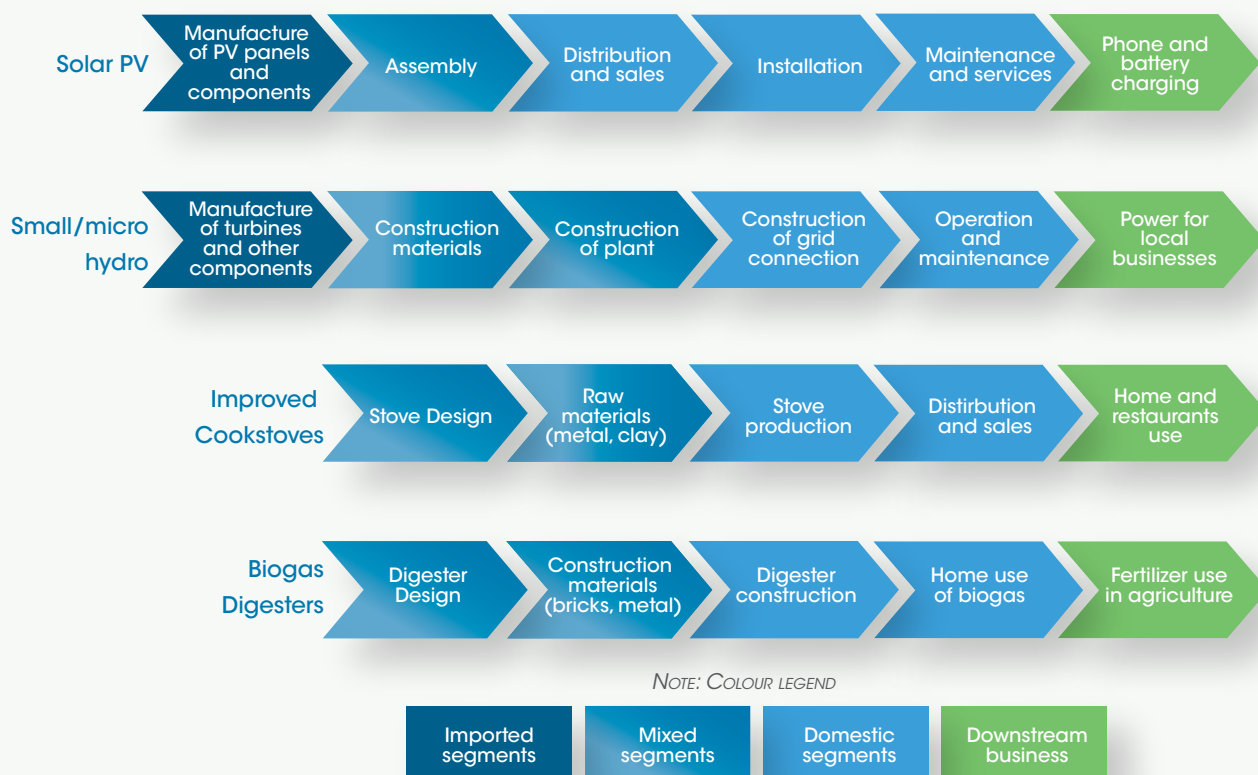 Solar PV
Manufacture
of PV panels
and
components
Assembly
Distribution
and sales
Installation
Maintenance
and services
Phone and
battery
charging
Small/micro
hydro
Manufacture
of turbines
and other
components
Construction
materials
Construction
of plant
Construction
of grid
connection
Operation
and
maintenance
Power for
local
businesses
Improved
Cookstoves
Stove Design
Raw
materials
(metal, clay)
Stove
production
Distirbution
and sales
Home and
restaurants
use
Biogas
Digesters
Digester
Design
Construction
materials
(bricks, metal)
Digester
construction
Home use
of biogas
Fertilizer use
in agriculture
NOTE: COLOUR LEGEND
Imported
segments
Mixed
segments
Domestic
segments
Downstream
business